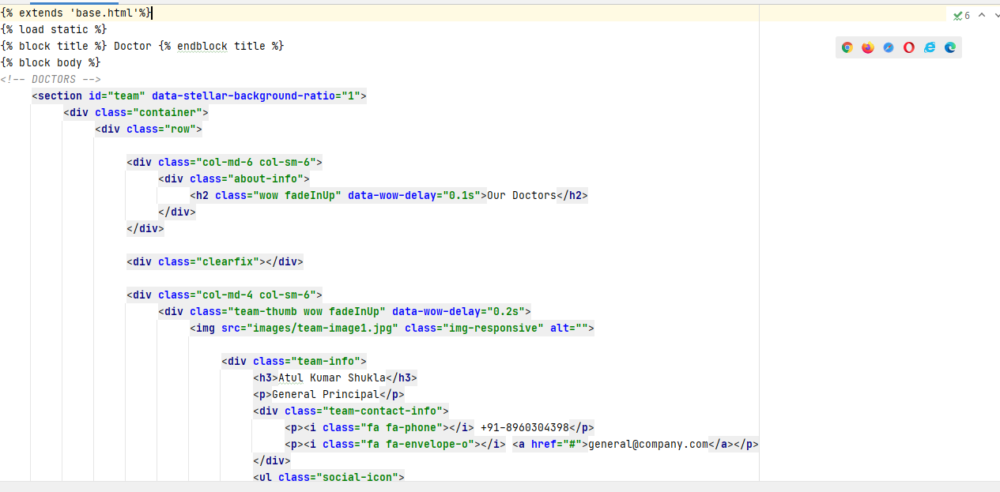 {% extends 'base.html'%}
6
{% load static %}
{% block title %} Doctor {% endblock title %}
{% block body %}
<!-- DOCTORS -->
<section id="team" data-stellar-background-ratio="1">
<div class="container">
<div class="row">
<div class="col-md-6 col-sm-6">
<div class="about-info">
<h2 class="wow fadeInUp" data-wow-delay="0.1s">Our Doctors</h2>
</div>
</div>
<div class="clearfix"></div>
<div class="col-md-4 col-sm-6">
<div class="team-thumb wow fadeInUp" data-wow-delay="0.2s">
<img src="images/team-image1.jpg" class="img-responsive" alt="">
<div class="team-info">
<h3>Atul Kumar Shukla</h3>
<p>General Principal</p>
<div class="team-contact-info">
<p><i class="fa fa-phone"></i> +91-8960304398</p>
<p><i class="fa fa-envelope-o"></i> <a href="#">general@company.com</a></p>
</div>
<ul class="social-icon">